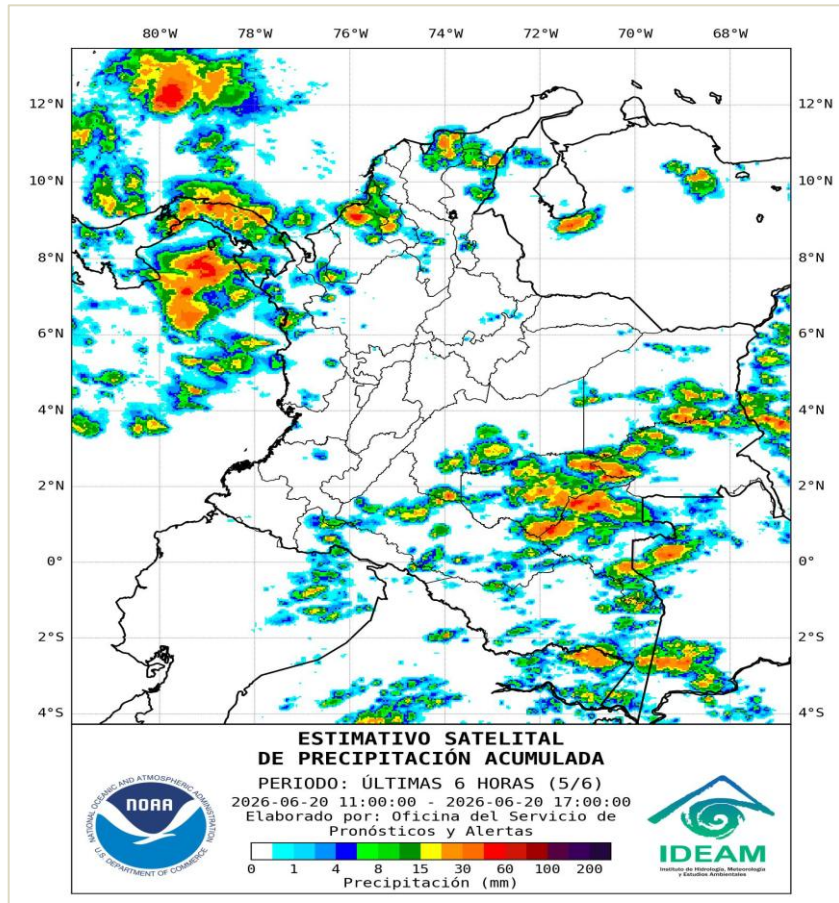 80°W 78°W 76°W 74°W 72°W 70°W 68°W
12°N 12°N
10°N 10°N
8°N 8°N
6°N 6°N
4°N 4°N
2°N 2°N
0° 0°
2°S 2°S
4°S 4°S
ESTIMATIVO SATELITAL
DE PRECIPITACIÓN ACUMULADA
PERIODO: ÚLTIMAS 6 HORAS (5/6)
2026-06-20 11:00:00 - 2026-06-20 17:00:00
Elaborado por: Oficina del Servicio de
Pronósticos y Alertas
0 1 4 8 15 30 60 100 200
Precipitación (mm)
NATIONAL OCEANIC AND ATMOSPHERIC ADMINISTRATION
NOAA
U.S. DEPARTMENT OF COMMERCE
IDEAM
Instituto de Hidrología, Meteorología
y Estudios Ambientales